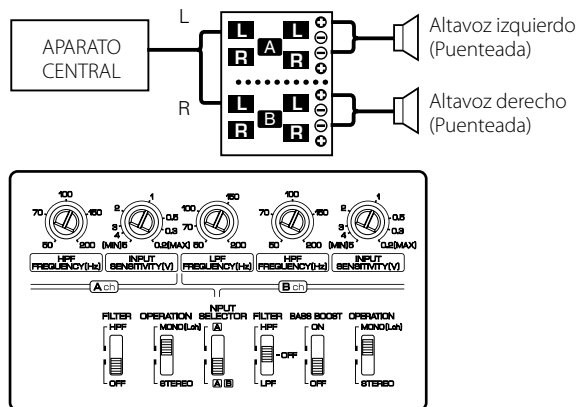 L
APARATO
CENTRAL
R
L L
A
R R
L L
B
R R
Altavoz izquierdo
(Puenteada)
Altavoz derecho
(Puenteada)
100
70 150
50 200
HPF
FREQUENCY(Hz)
1
2 0.5
3 0.3
4
(MIN)5 0.2(MAX)
INPUT
SENSITIVITY(V)
150
100
70
50 200
LPF
FREQUENCY(Hz)
100
70 150
50 200
HPF
FREQUENCY(Hz)
1
2 0.5
3 0.3
4
(MIN)5 0.2(MAX)
INPUT
SENSITIVITY(V)
A ch
B ch
FILTER
HPF
OFF
OPERATION
MONO(Lch)
STEREO
INPUT
SELECTOR
A
A B
FILTER
HPF
OFF
LPF
BASS BOOST
ON
OFF
OPERATION
MONO(Lch)
STEREO